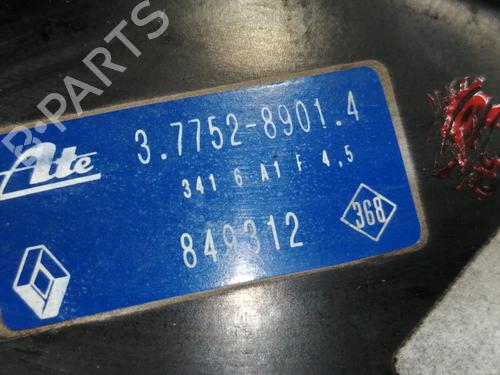 B-PARTS
Ate
3.7752-8901.4
341 6 A1 F 4,5
849312
368